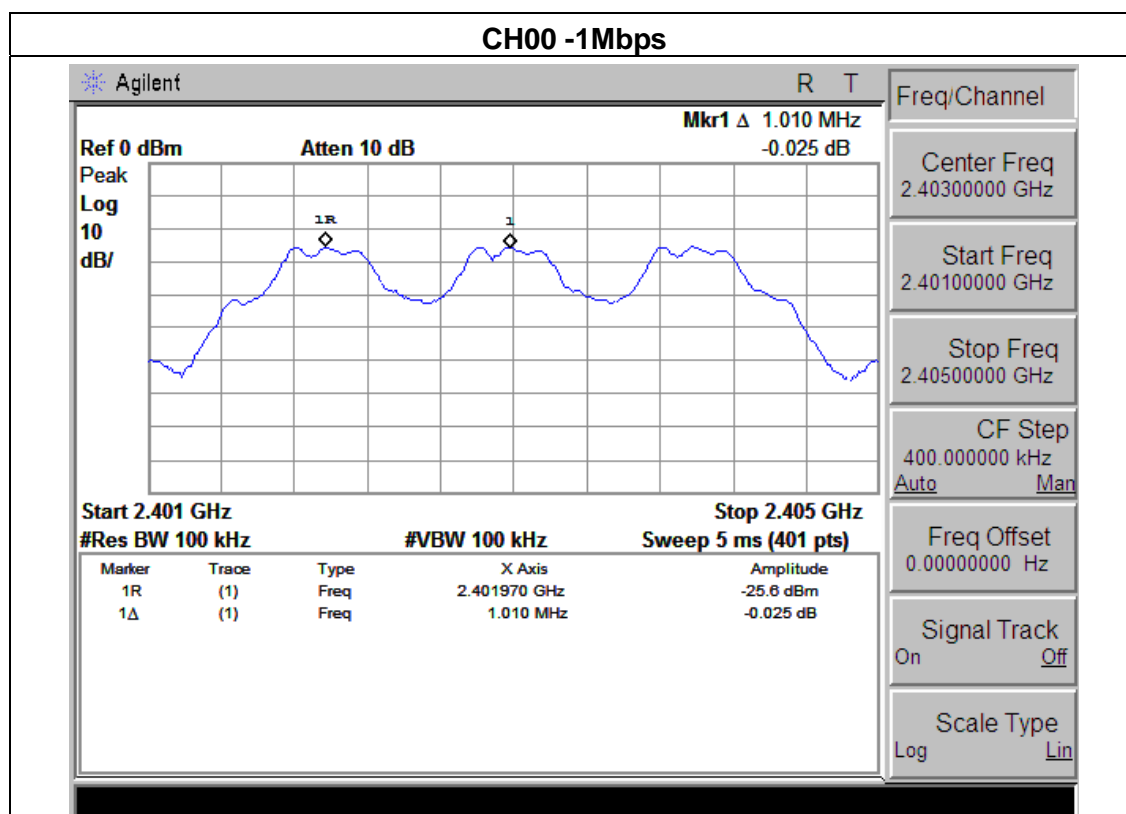 CH00 -1Mbps
Agilent R T
Mkr1 Δ 1.010 MHz
Ref 0 dBm Atten 10 dB -0.025 dB
Peak
Log
10
dB/
1R
1
Start 2.401 GHz Stop 2.405 GHz
#Res BW 100 kHz #VBW 100 kHz Sweep 5 ms (401 pts)
Marker Trace Type X Axis Amplitude
1R (1) Freq 2.401970 GHz -25.6 dBm
1Δ (1) Freq 1.010 MHz -0.025 dB
Freq/Channel
Center Freq
2.40300000 GHz
Start Freq
2.40100000 GHz
Stop Freq
2.40500000 GHz
CF Step
400.000000 kHz
Auto Man
Freq Offset
0.00000000 Hz
Signal Track
On Off
Scale Type
Log Lin